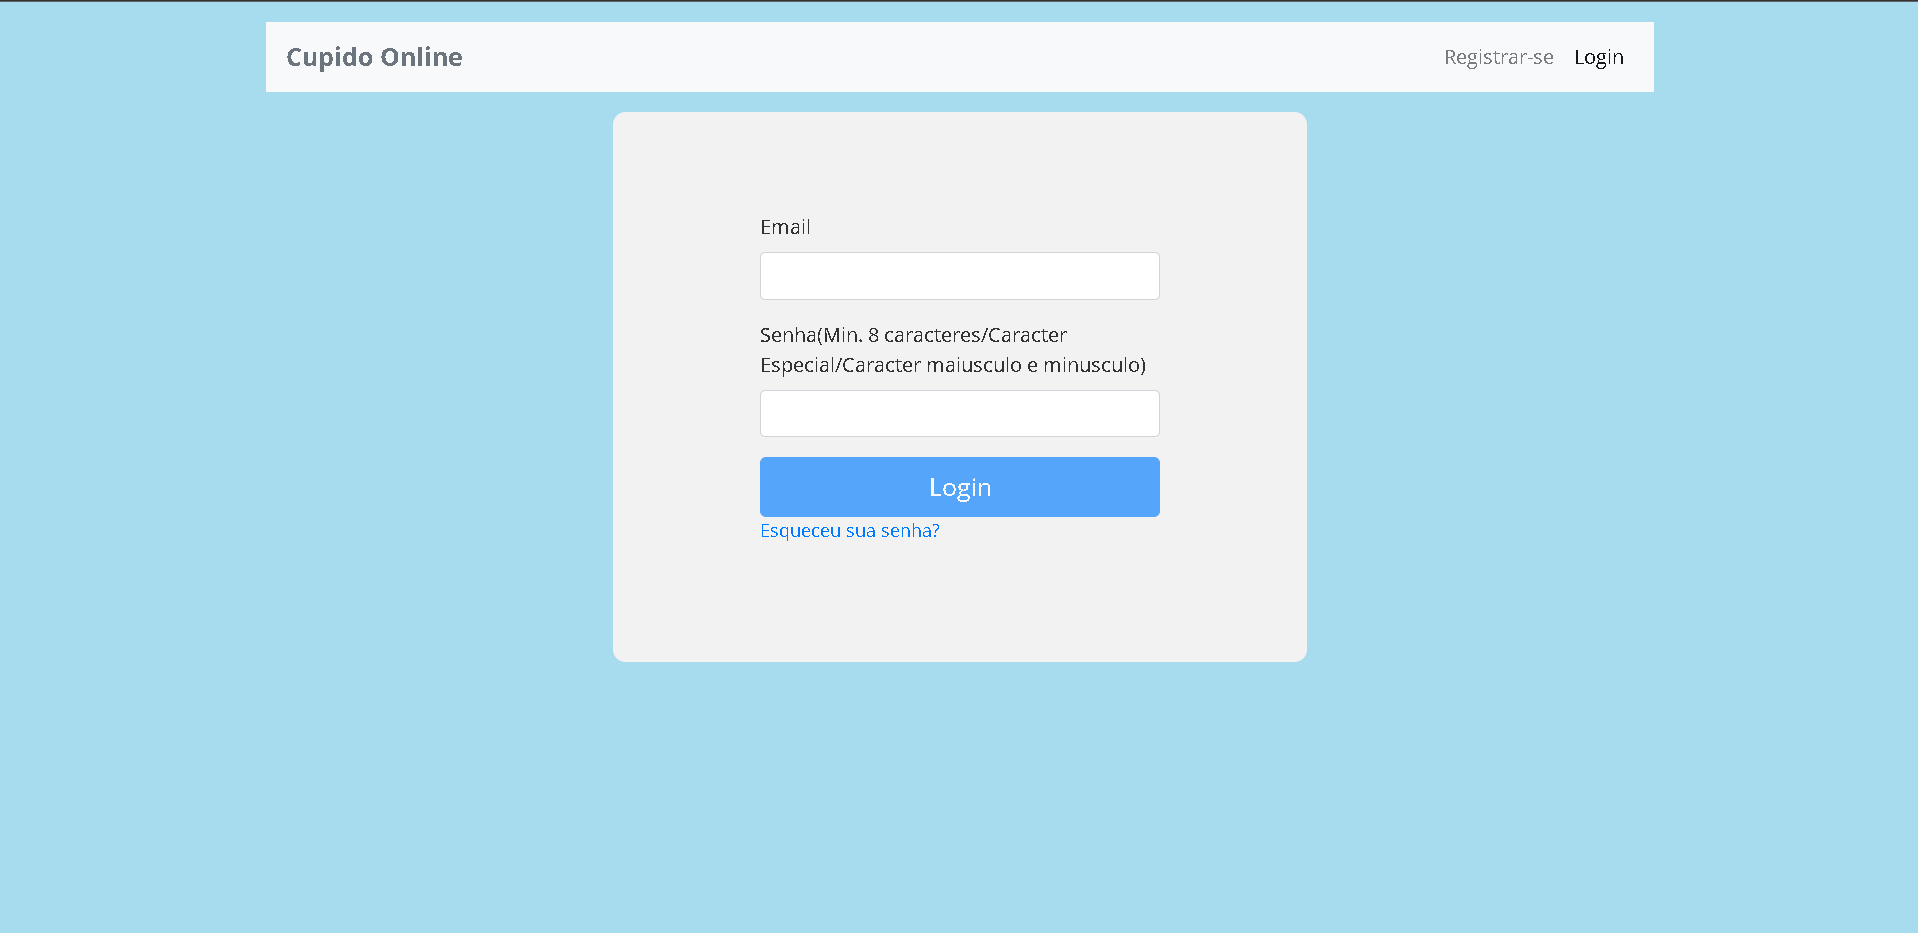 Cupido Online
Registrar-se
Login
Email
Senha(Min. 8 caracteres/Caracter
Especial/Caracter maiusculo e minusculo)
Login
Esqueceu sua senha?